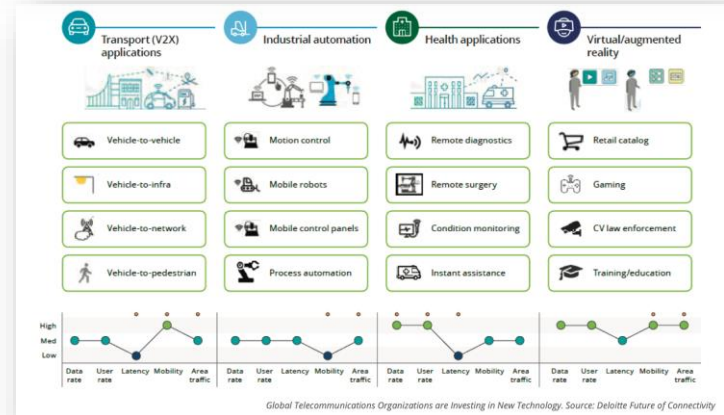 Transport (V2X)
applications
Industrial automation
Health applications
Virtual/augmented
reality
Vehicle-to-vehicle
Motion control
Remote diagnostics
Retail catalog
Vehicle-to-infra
Mobile robots
Remote surgery
Gaming
Vehicle-to-network
Mobile control panels
Condition monitoring
CV law enforcement
Vehicle-to-pedestrian
Process automation
Instant assistance
Training/education
High
Med
Low
Data
rate
User
rate
Latency
Mobility
Area
traffic
Data
rate
User
rate
Latency
Mobility
Area
traffic
Data
rate
User
rate
Latency
Mobility
Area
traffic
Data
rate
User
rate
Latency
Mobility
Area
traffic
Global Telecommunications Organizations are Investing in New Technology. Source: Deloitte Future of Connectivity